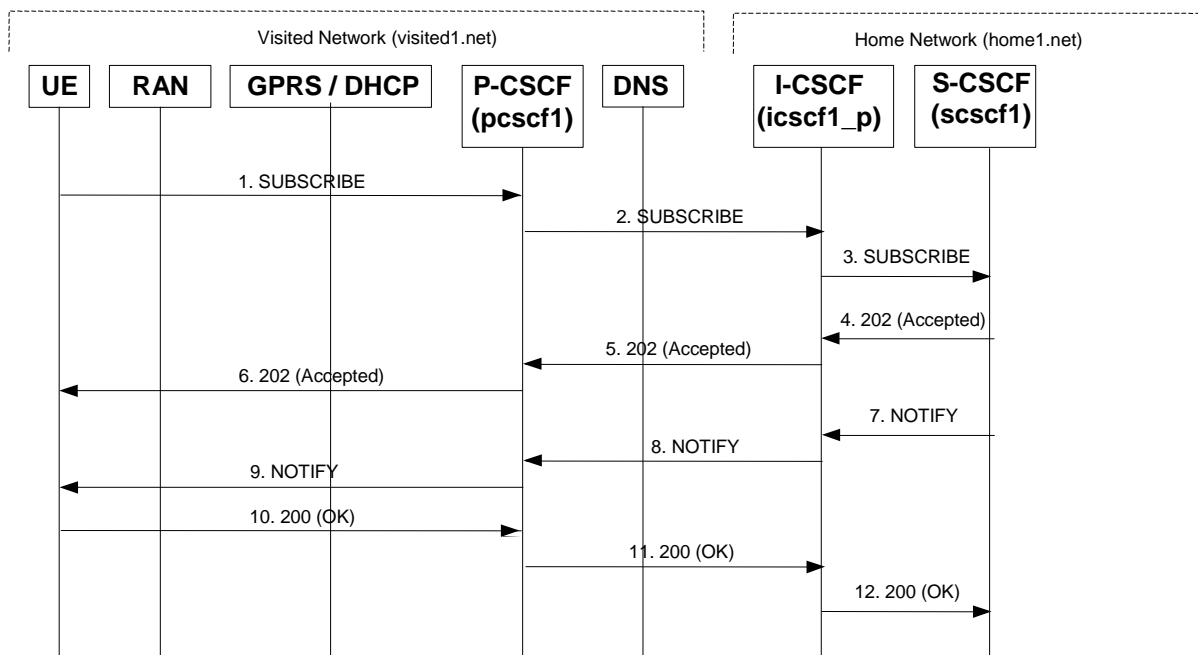 Visited Network (visited1.net)
Home Network (home1.net)
UE
RAN
GPRS / DHCP
P-CSCF
(pcscf1)
DNS
I-CSCF
(icscf1_p)
S-CSCF
(scscf1)
1. SUBSCRIBE
2. SUBSCRIBE
3. SUBSCRIBE
4. 202 (Accepted)
5. 202 (Accepted)
6. 202 (Accepted)
7. NOTIFY
8. NOTIFY
9. NOTIFY
10. 200 (OK)
11. 200 (OK)
12. 200 (OK)